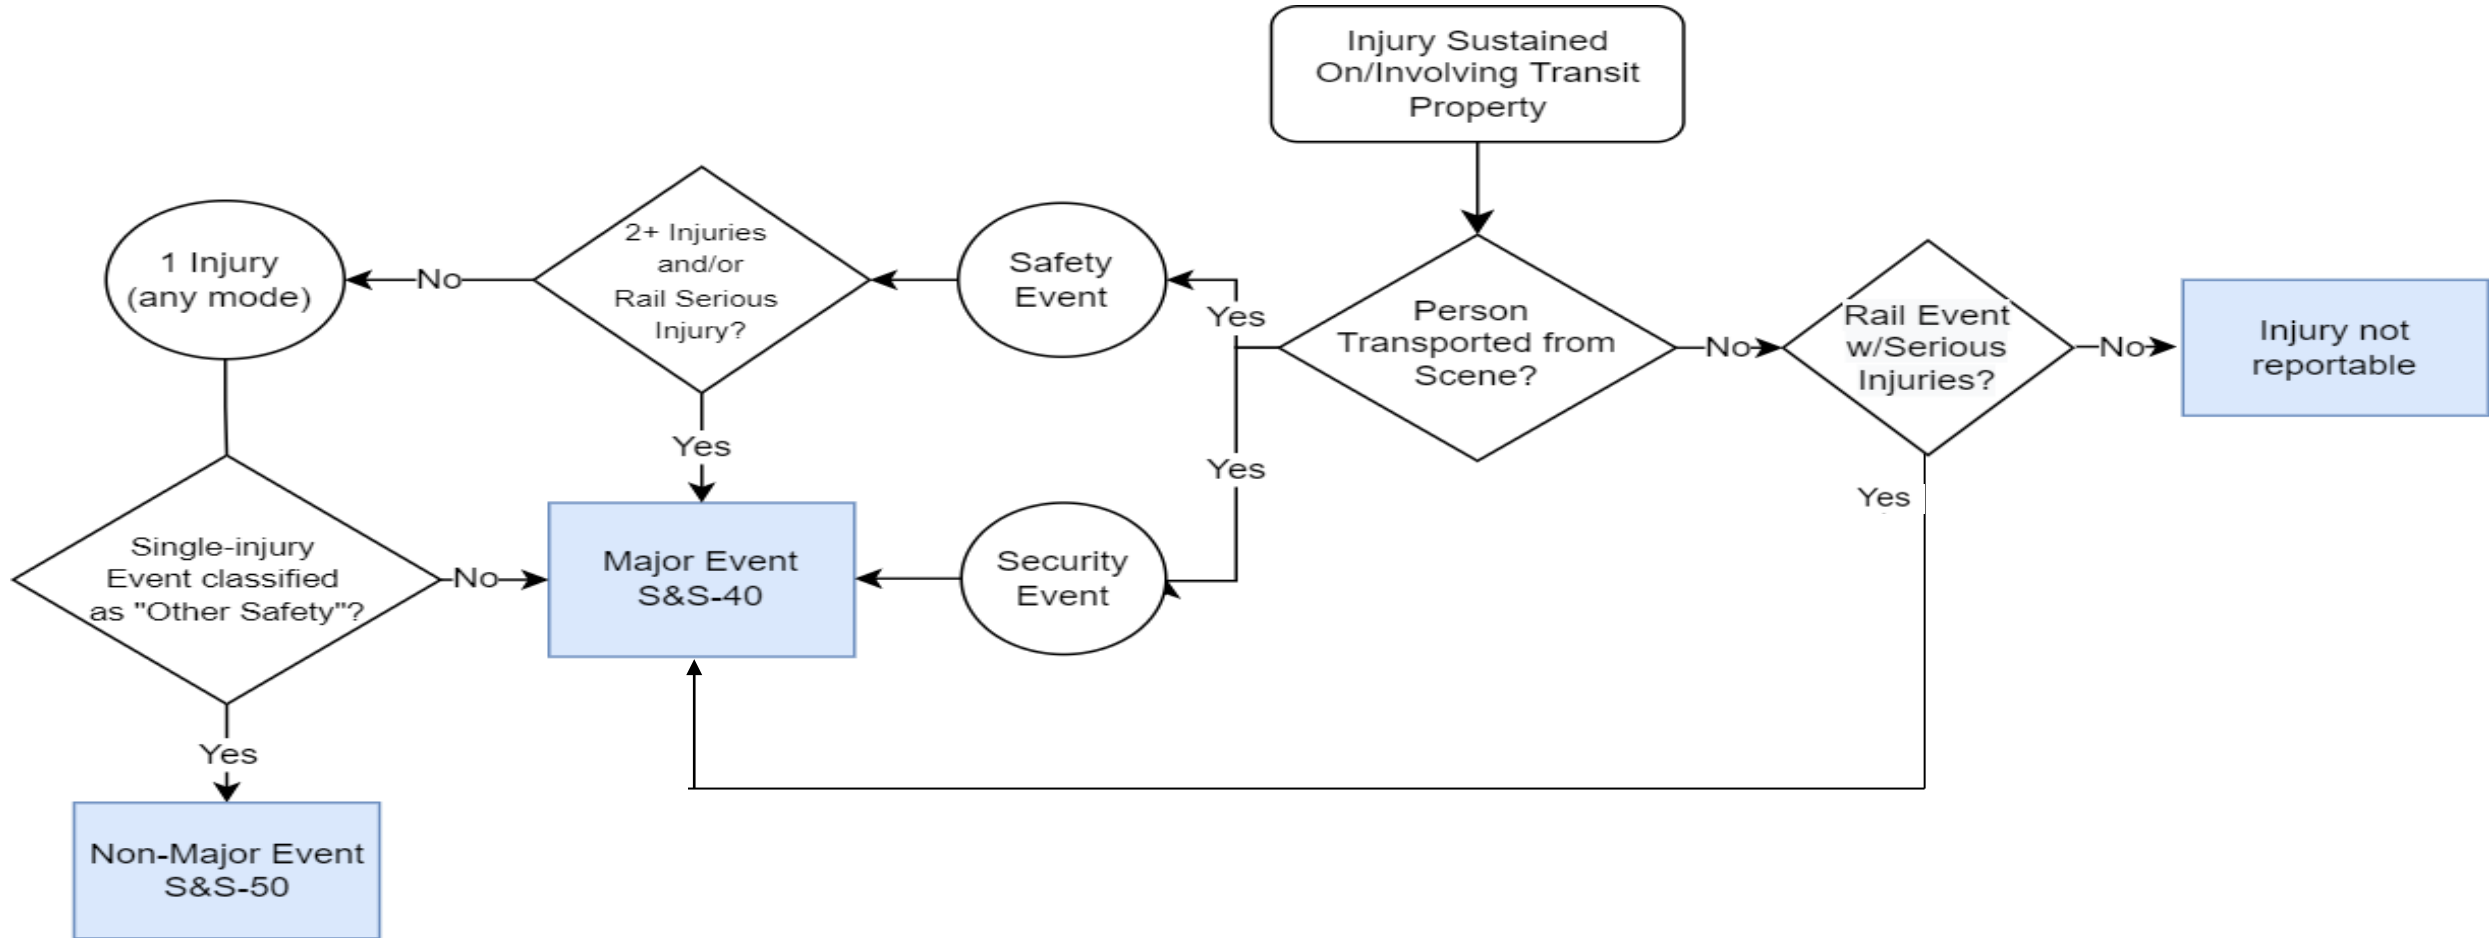 Injury Sustained
On/Involving Transit
Property
Person
Transported from
Scene?
No
Rail Event
w/Serious
Injuries?
No
Injury not
reportable
Yes
Yes
Safety
Event
2+ Injuries
and/or
Rail Serious
Injury?
No
1 Injury
(any mode)
Yes
Yes
Security
Event
Major Event
S&S-40
Single-injury
Event classified
as "Other Safety"?
No
Yes
Non-Major Event
S&S-50